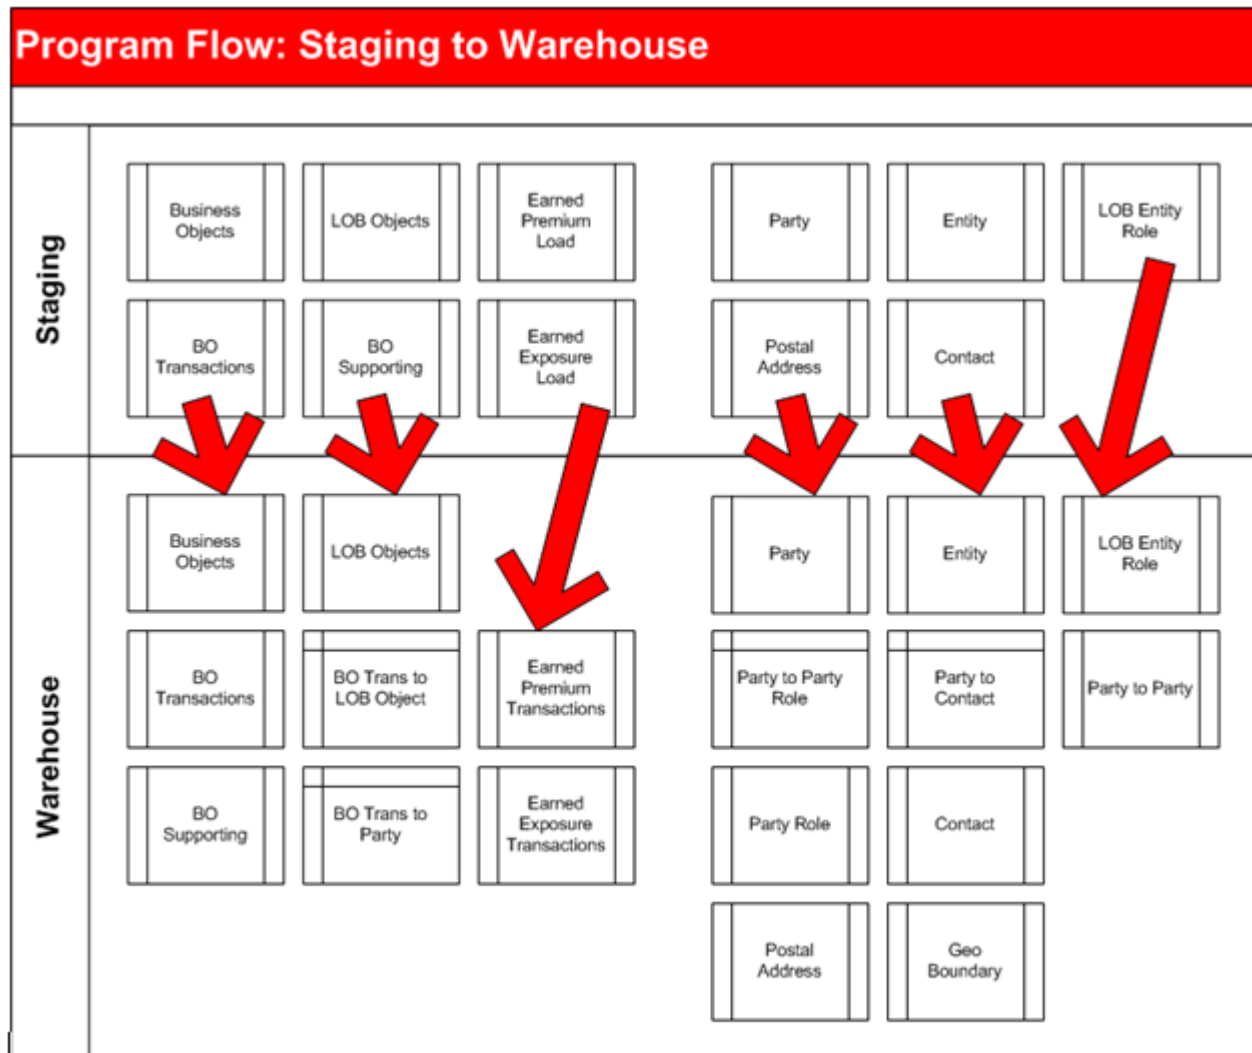 Program Flow: Staging to Warehouse
Staging
Business
Objects
LOB Objects
Earned
Premium
Load
Party
Entity
LOB Entity
Role
BO
Transactions
BO
Supporting
Earned
Exposure
Load
Postal
Address
Contact
Warehouse
Business
Objects
LOB Objects
Party
Entity
LOB Entity
Role
BO
Transactions
BO Trans to
LOB Object
Earned
Premium
Transactions
Party to Party
Role
Party to
Contact
Party to Party
BO
Supporting
BO Trans to
Party
Earned
Exposure
Transactions
Party Role
Contact
Postal
Address
Geo
Boundary